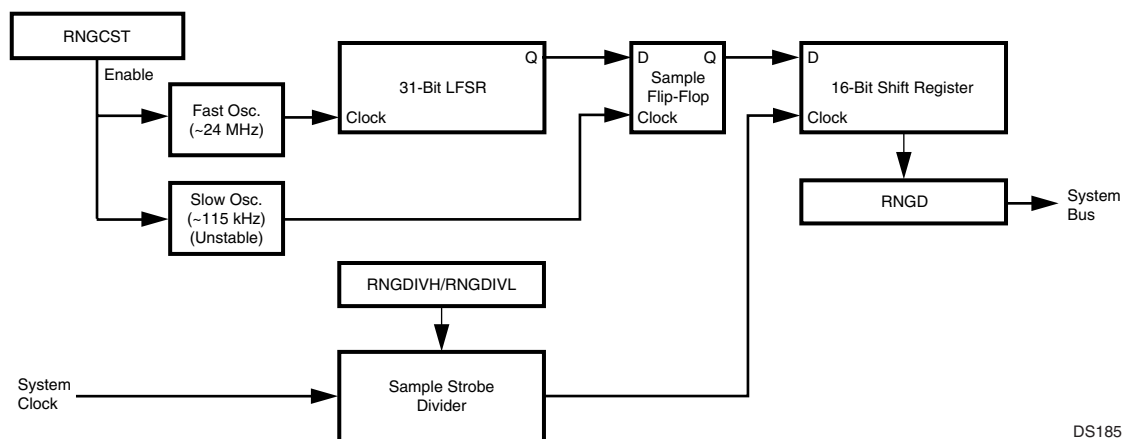 RNGCST
Enable
Fast Osc.
(~24 MHz)
Q
31-Bit LFSR
Clock
D Q
Sample
Flip-Flop
Clock
D
16-Bit Shift Register
Clock
Slow Osc.
(~115 kHz)
(Unstable)
RNGD
System
Bus
RNGDIVH/RNGDIVL
System
Clock
Sample Strobe
Divider
DS185